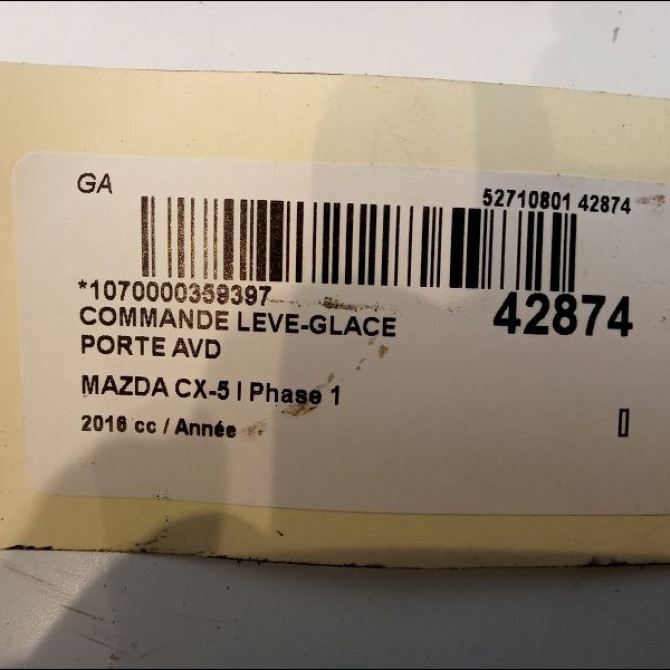 GA
52710801 42874
*1070000359397
42874
COMMANDE LEVE-GLACE
PORTE AVD
MAZDA CX-5 I Phase 1
2016 cc / Année